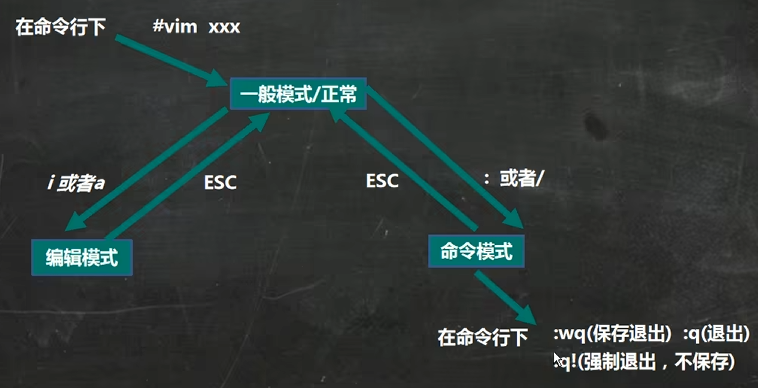 在命令行下 #vim xxx
一般模式/正常
i 或者a
ESC
ESC
: 或者/
编辑模式
命令模式
在命令行下
:wq(保存退出) :q(退出)
:q!(强制退出，不保存)